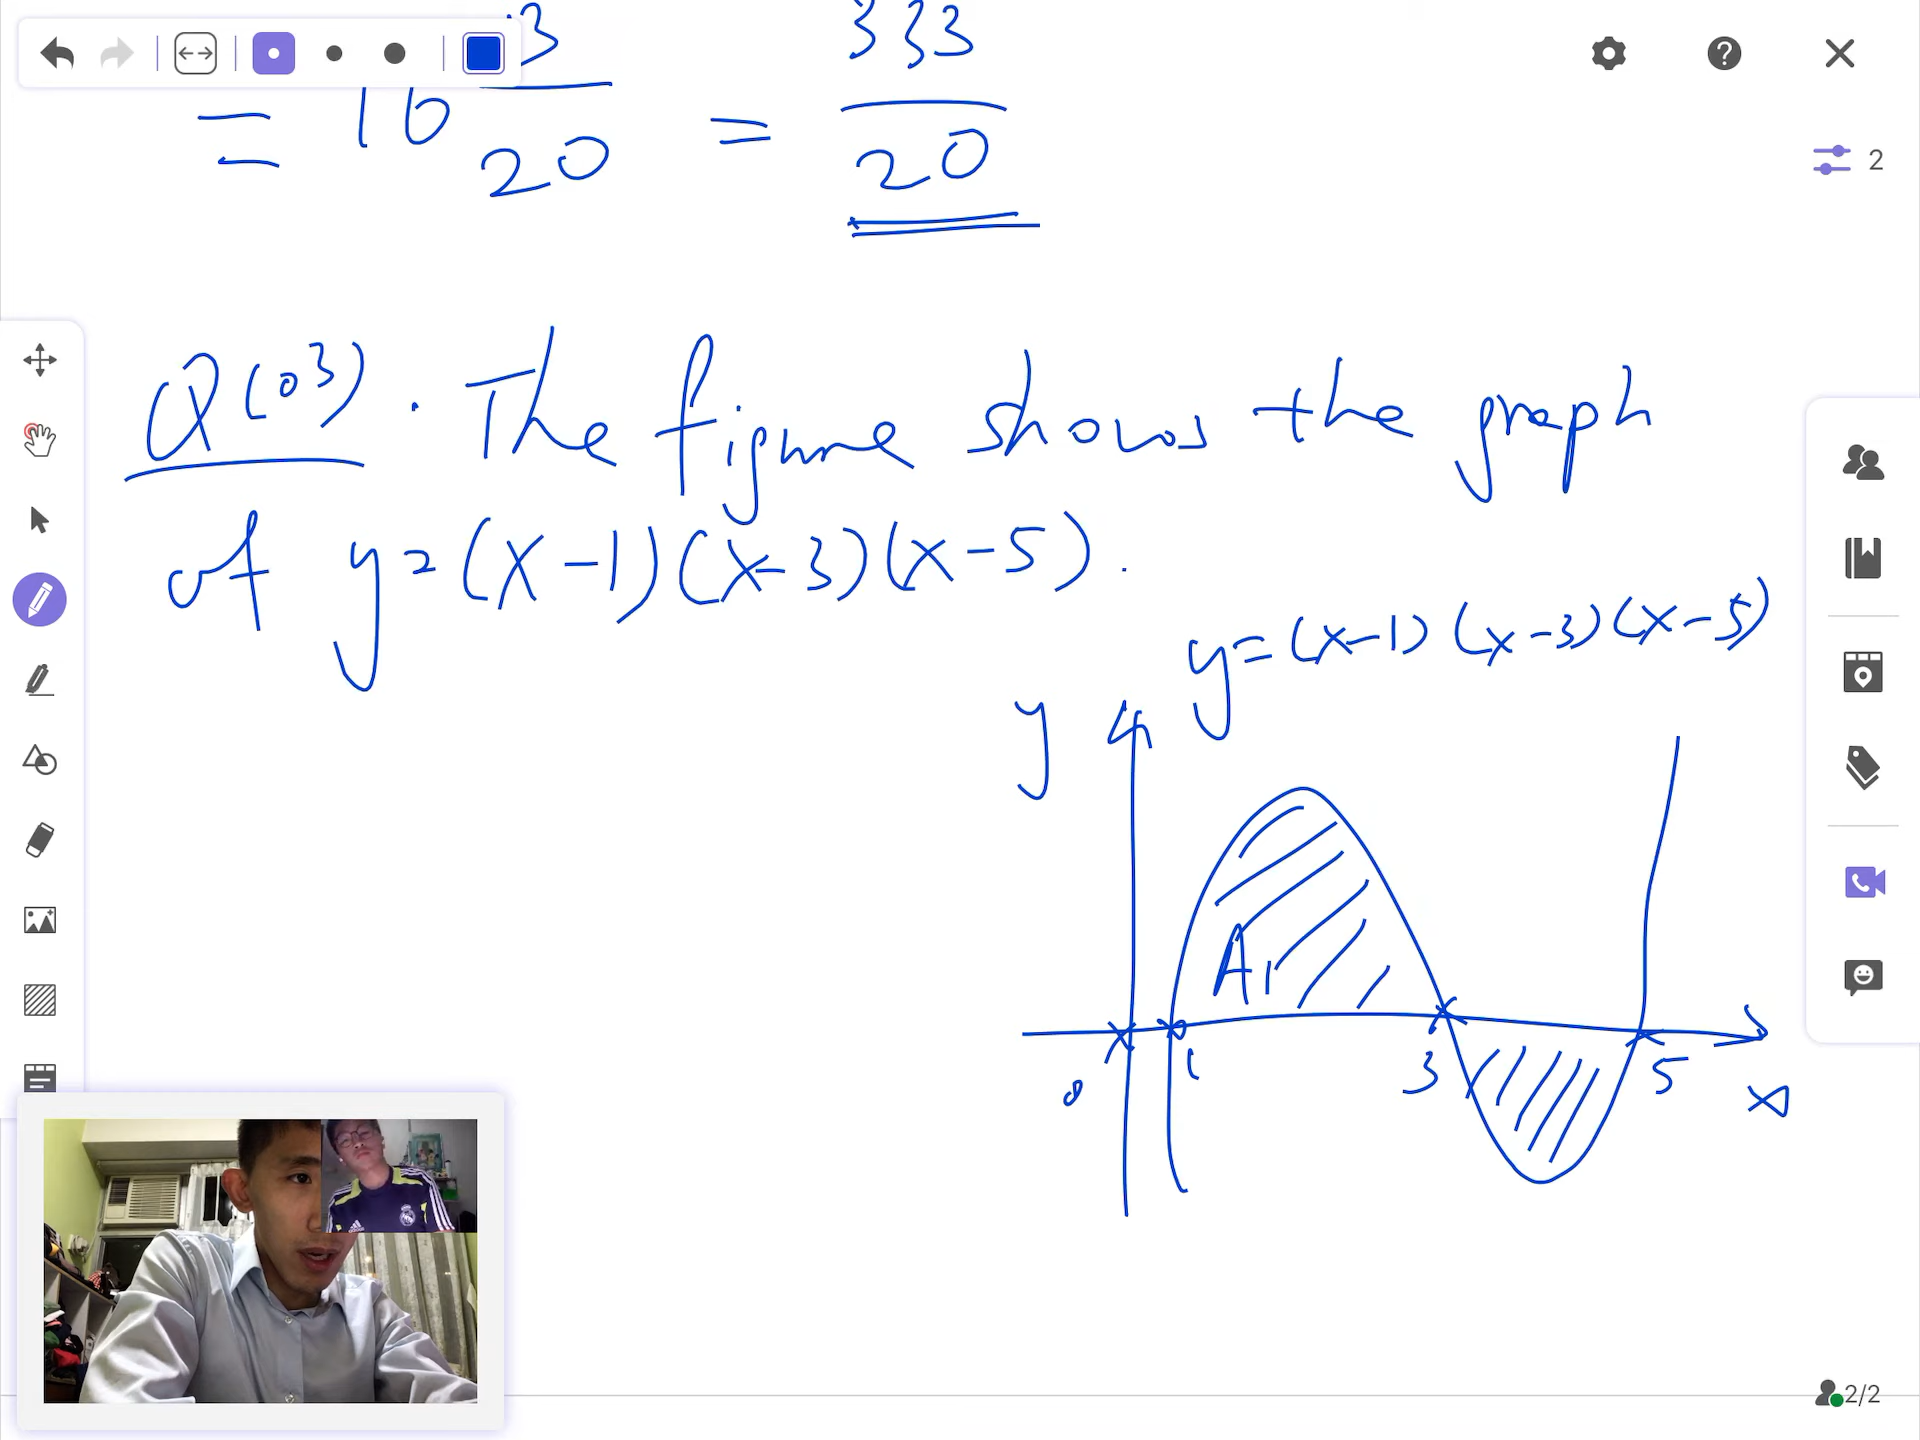 3 333
= 16 20 = 20
2
Q(03). The figure shows the graph
of y=(x-1)(x-3)(x-5).
y=(x-1)(x-3)(x-5)
y
A1
0 1 3 5 x
adidas
2/2